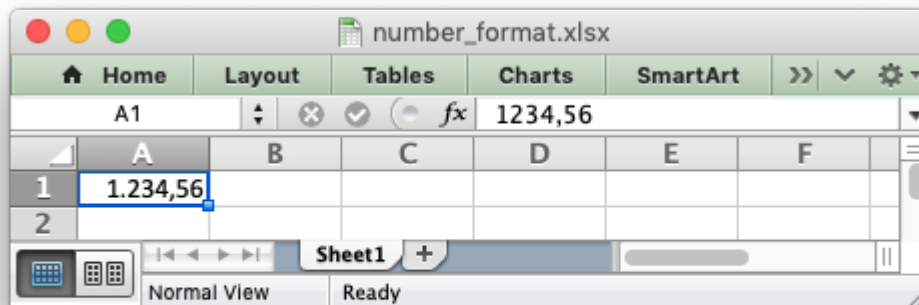 number_format.xlsx
Home Layout Tables Charts SmartArt
A1 fx 1234,56
A B C D E F
1 1.234,56
2
Sheet1 +
Normal View Ready